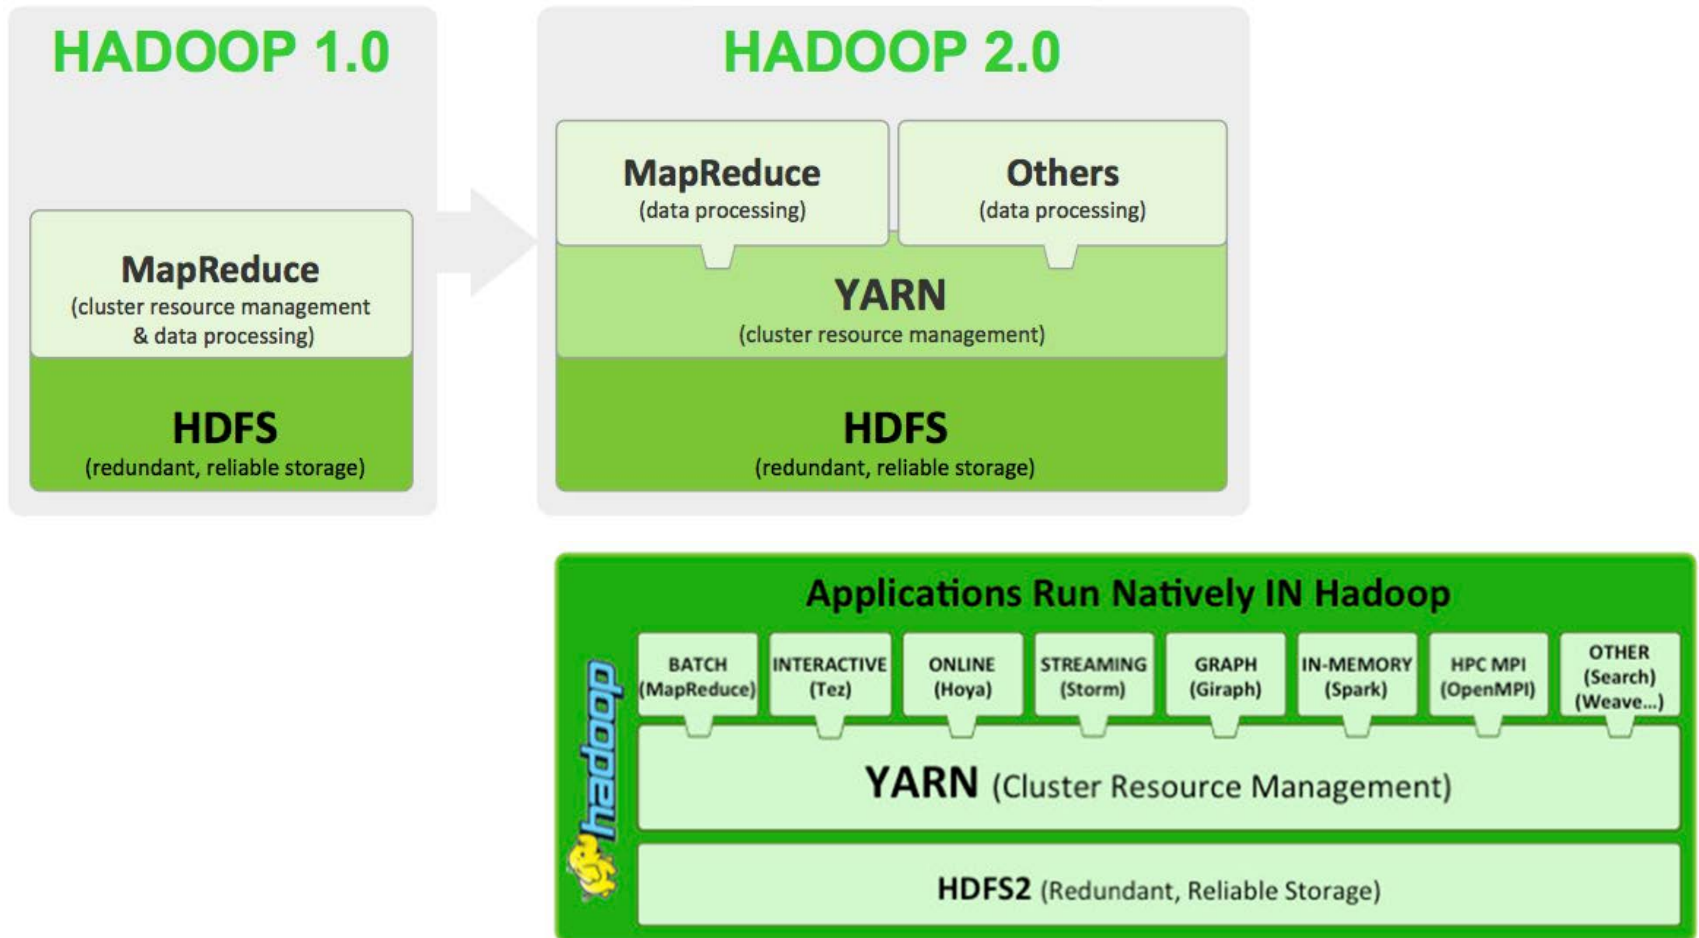 HADOOP 1.0
MapReduce
(cluster resource management
& data processing)
HDFS
(redundant, reliable storage)
HADOOP 2.0
MapReduce
(data processing)
Others
(data processing)
YARN
(cluster resource management)
HDFS
(redundant, reliable storage)
Applications Run Natively IN Hadoop
hadoop
BATCH
(MapReduce)
INTERACTIVE
(Tez)
ONLINE
(Hoya)
STREAMING
(Storm)
GRAPH
(Giraph)
IN-MEMORY
(Spark)
HPC MPI
(OpenMPI)
OTHER
(Search)
(Weave...)
YARN (Cluster Resource Management)
HDFS2 (Redundant, Reliable Storage)